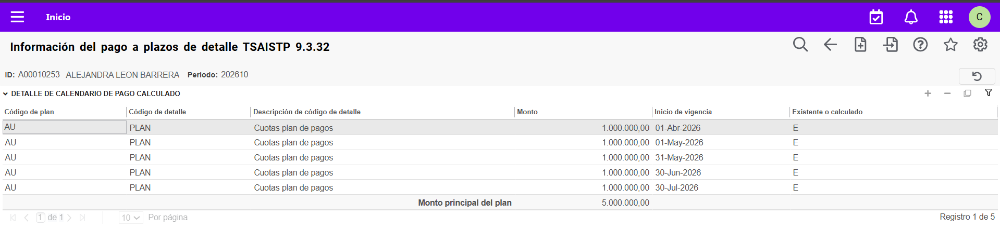 Inicio
C
Información del pago a plazos de detalle TSAISTP 9.3.32
ID: A00010253 ALEJANDRA LEON BARRERA Periodo: 202610
DETALLE DE CALENDARIO DE PAGO CALCULADO
Código de plan Código de detalle Descripción de código de detalle Monto Inicio de vigencia Existente o calculado
AU PLAN Cuotas plan de pagos 1.000.000,00 01-Abr-2026 E
AU PLAN Cuotas plan de pagos 1.000.000,00 01-May-2026 E
AU PLAN Cuotas plan de pagos 1.000.000,00 31-May-2026 E
AU PLAN Cuotas plan de pagos 1.000.000,00 30-Jun-2026 E
AU PLAN Cuotas plan de pagos 1.000.000,00 30-Jul-2026 E
Monto principal del plan 5.000.000,00
1 de 1 10 Por página Registro 1 de 5